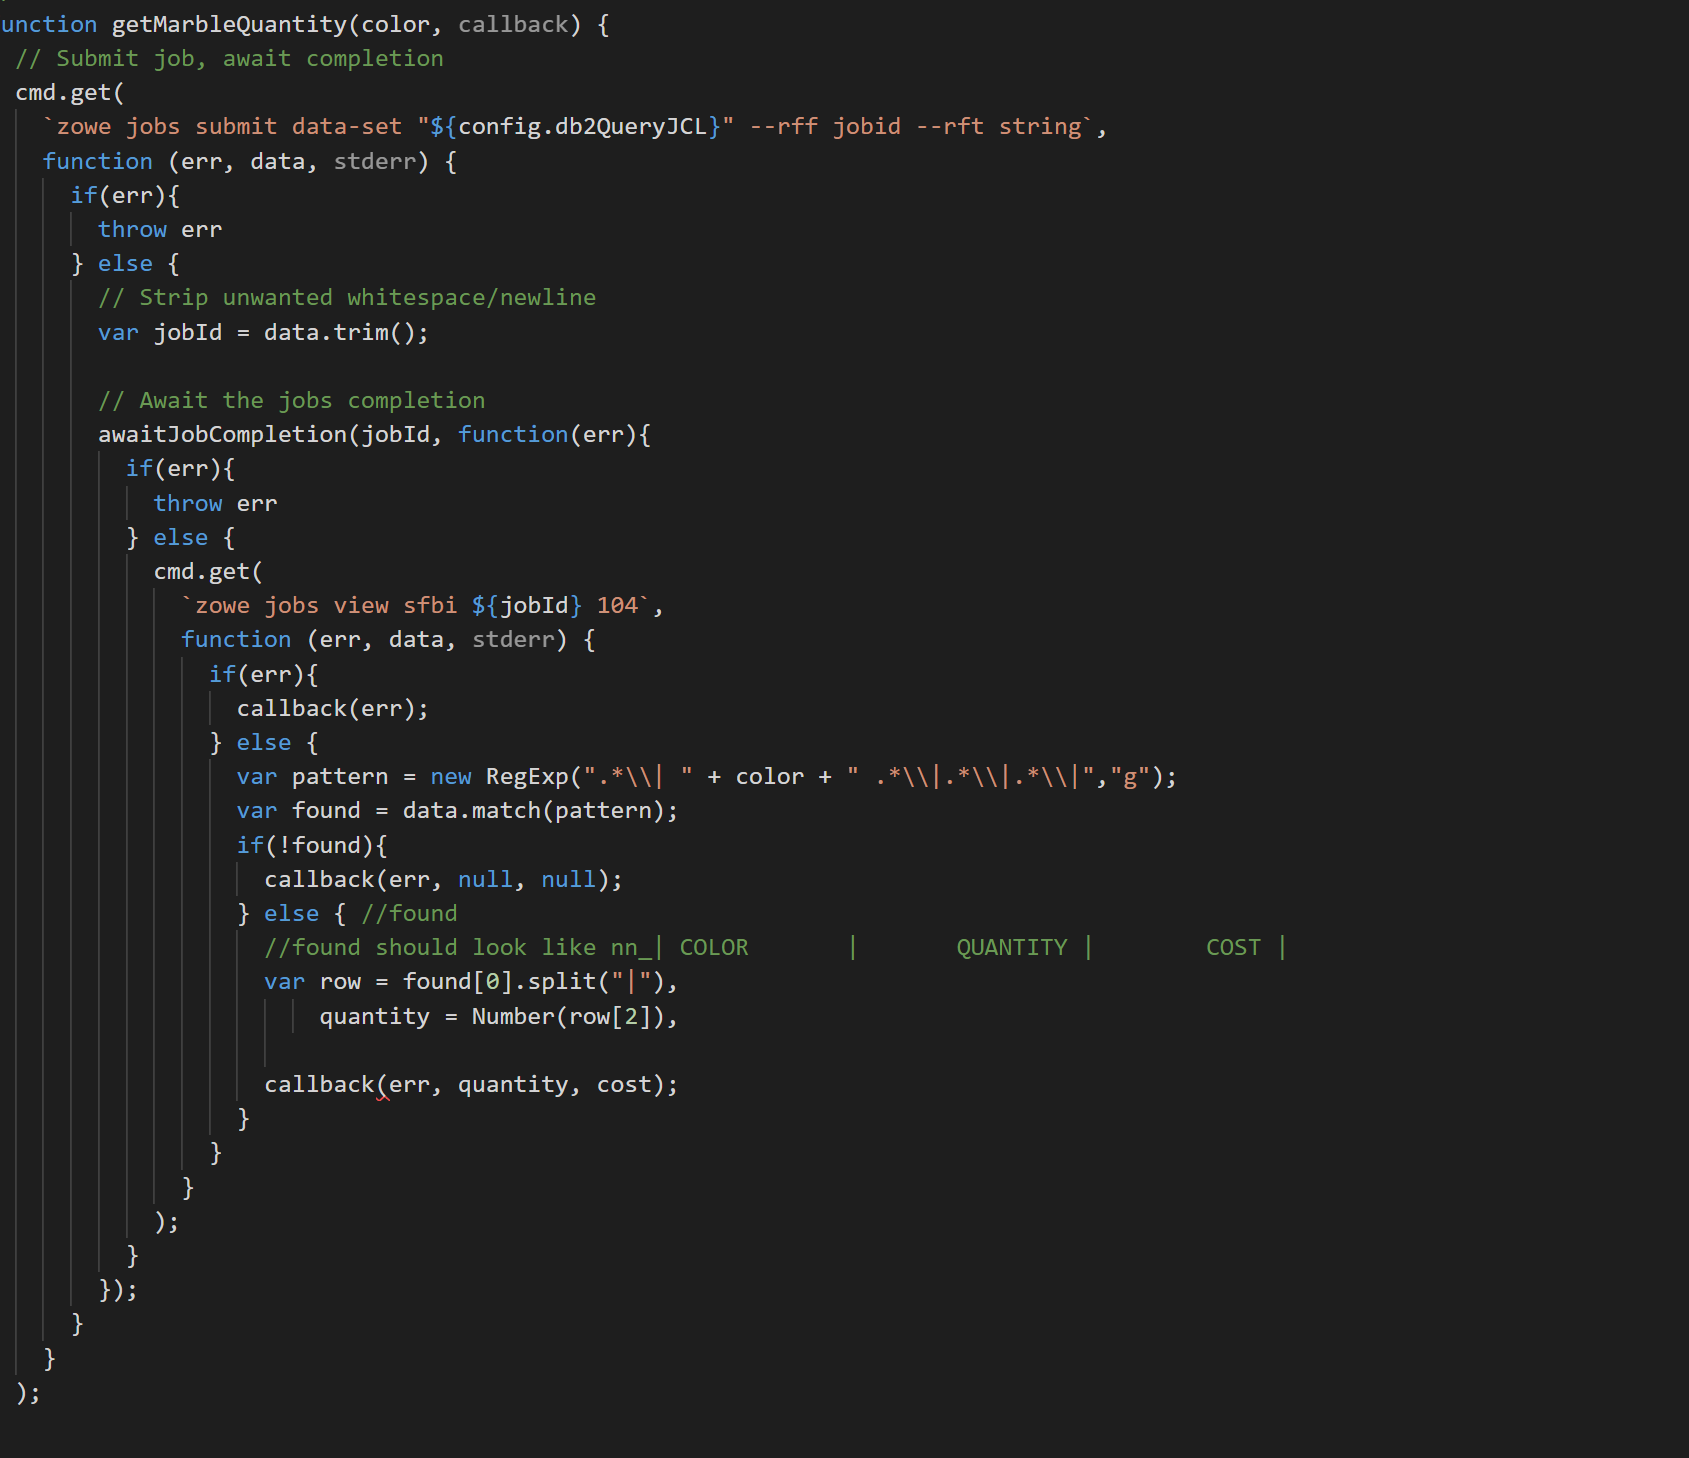 unction getMarbleQuantity(color, callback) {
// Submit job, await completion
cmd.get(
`zowe jobs submit data-set "${config.db2QueryJCL}" --rff jobid --rft string`,
function (err, data, stderr) {
if(err){
throw err
} else {
// Strip unwanted whitespace/newline
var jobId = data.trim();
// Await the jobs completion
awaitJobCompletion(jobId, function(err){
if(err){
throw err
} else {
cmd.get(
`zowe jobs view sfbi ${jobId} 104`,
function (err, data, stderr) {
if(err){
callback(err);
} else {
var pattern = new RegExp(".*\\| " + color + " .*\\|.*\\|.*\\|","g");
var found = data.match(pattern);
if(!found){
callback(err, null, null);
} else { //found
//found should look like nn_| COLOR       |       QUANTITY |        COST |
var row = found[0].split("|"),
quantity = Number(row[2]),
callback(err, quantity, cost);
}
}
}
);
}
});
}
}
);